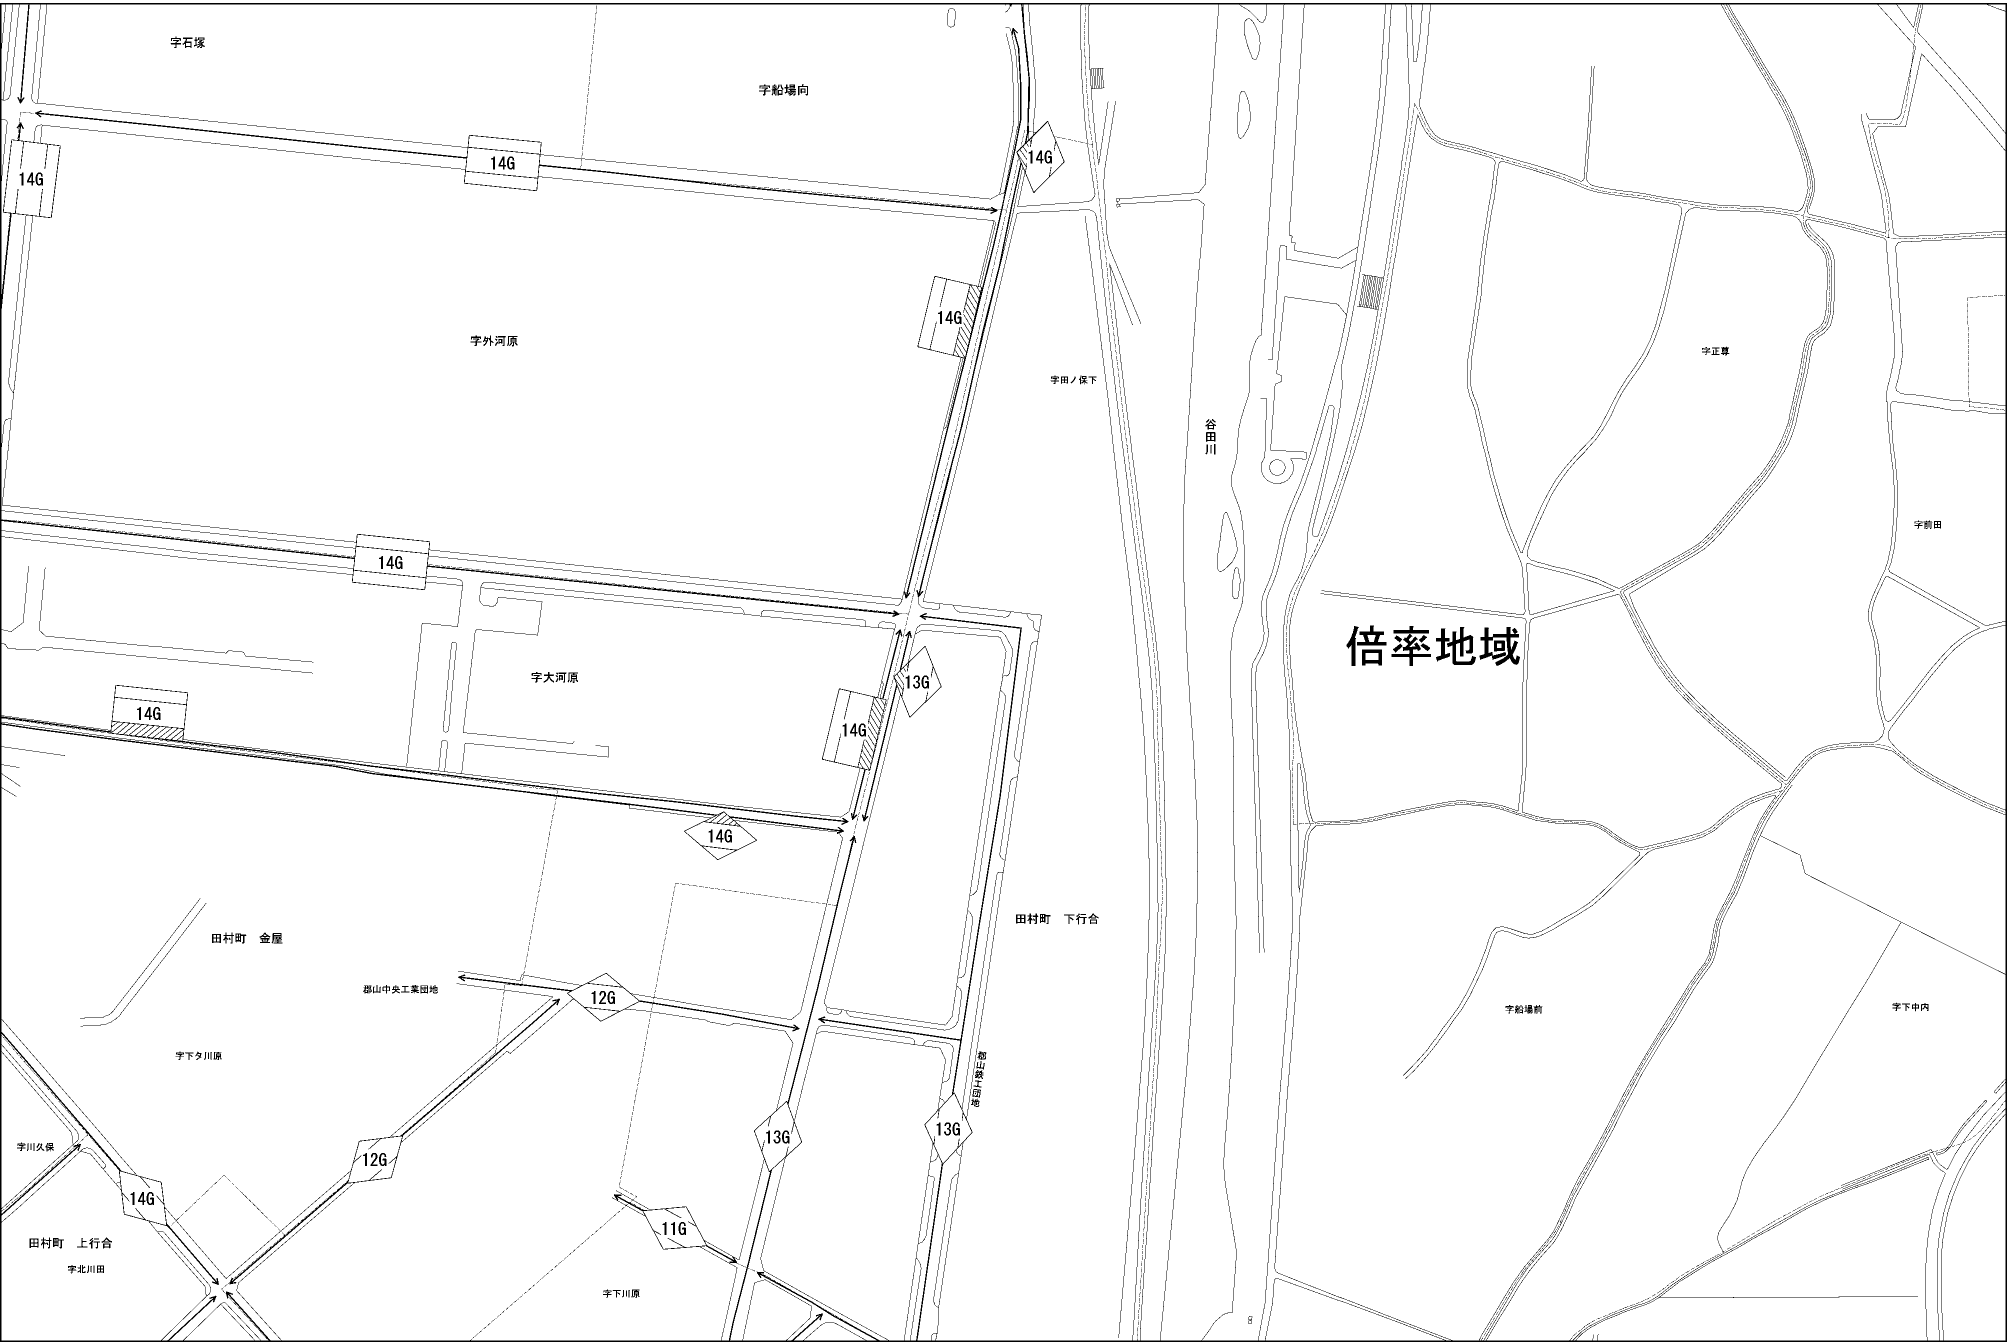 字石塚
字船場向
14G
14G
14G
14G
字外河原
字田ノ保下
谷田川
字正尊
字前田
14G
倍率地域
字大河原
13G
14G
14G
14G
田村町 下行合
田村町 金屋
郡山中央工業団地
12G
字船場前
字下中内
字下タ川原
郡山鉄工団地
13G
13G
字川久保
12G
14G
11G
田村町 上行合
字北川田
字下川原